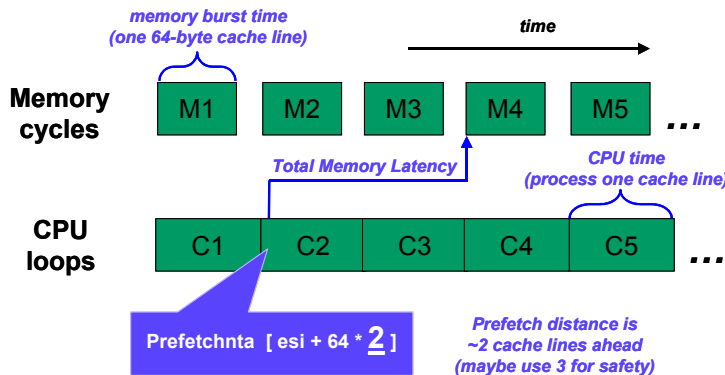 memory burst time
(one 64-byte cache line)
time
Memory
cycles
M1 M2 M3 M4 M5 ...
Total Memory Latency
CPU time
(process one cache line)
CPU
loops
C1 C2 C3 C4 C5 ...
Prefetchnta [ esi + 64 * 2 ]
Prefetch distance is
~2 cache lines ahead
(maybe use 3 for safety)